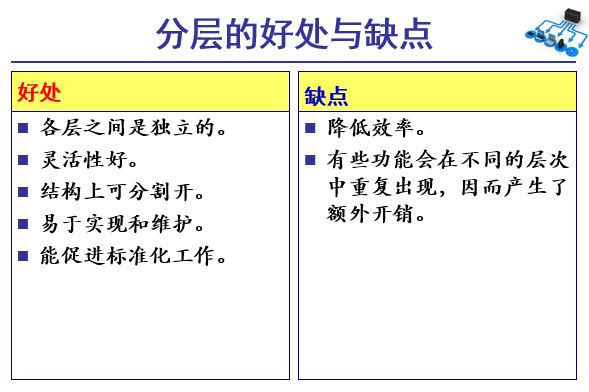 分层的好处与缺点
好处
各层之间是独立的。
灵活性好。
结构上可分割开。
易于实现和维护。
能促进标准化工作。
缺点
降低效率。
有些功能会在不同的层次
中重复出现，因而产生了
额外开销。